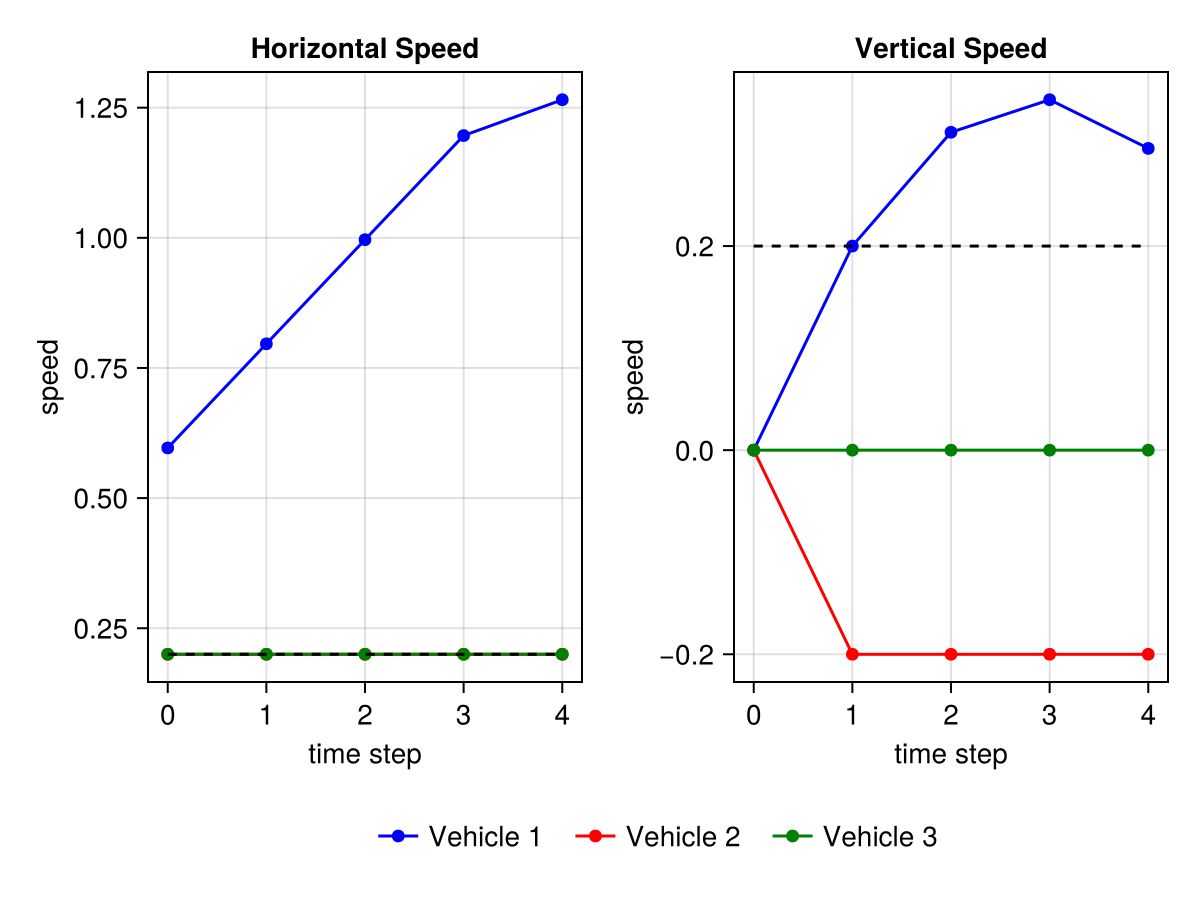 Horizontal Speed
Vertical Speed
speed
1.25
1.00
0.75
0.50
0.25
0 1 2 3 4
time step
speed
0.2
0.0
−0.2
0 1 2 3 4
time step
Vehicle 1 Vehicle 2 Vehicle 3